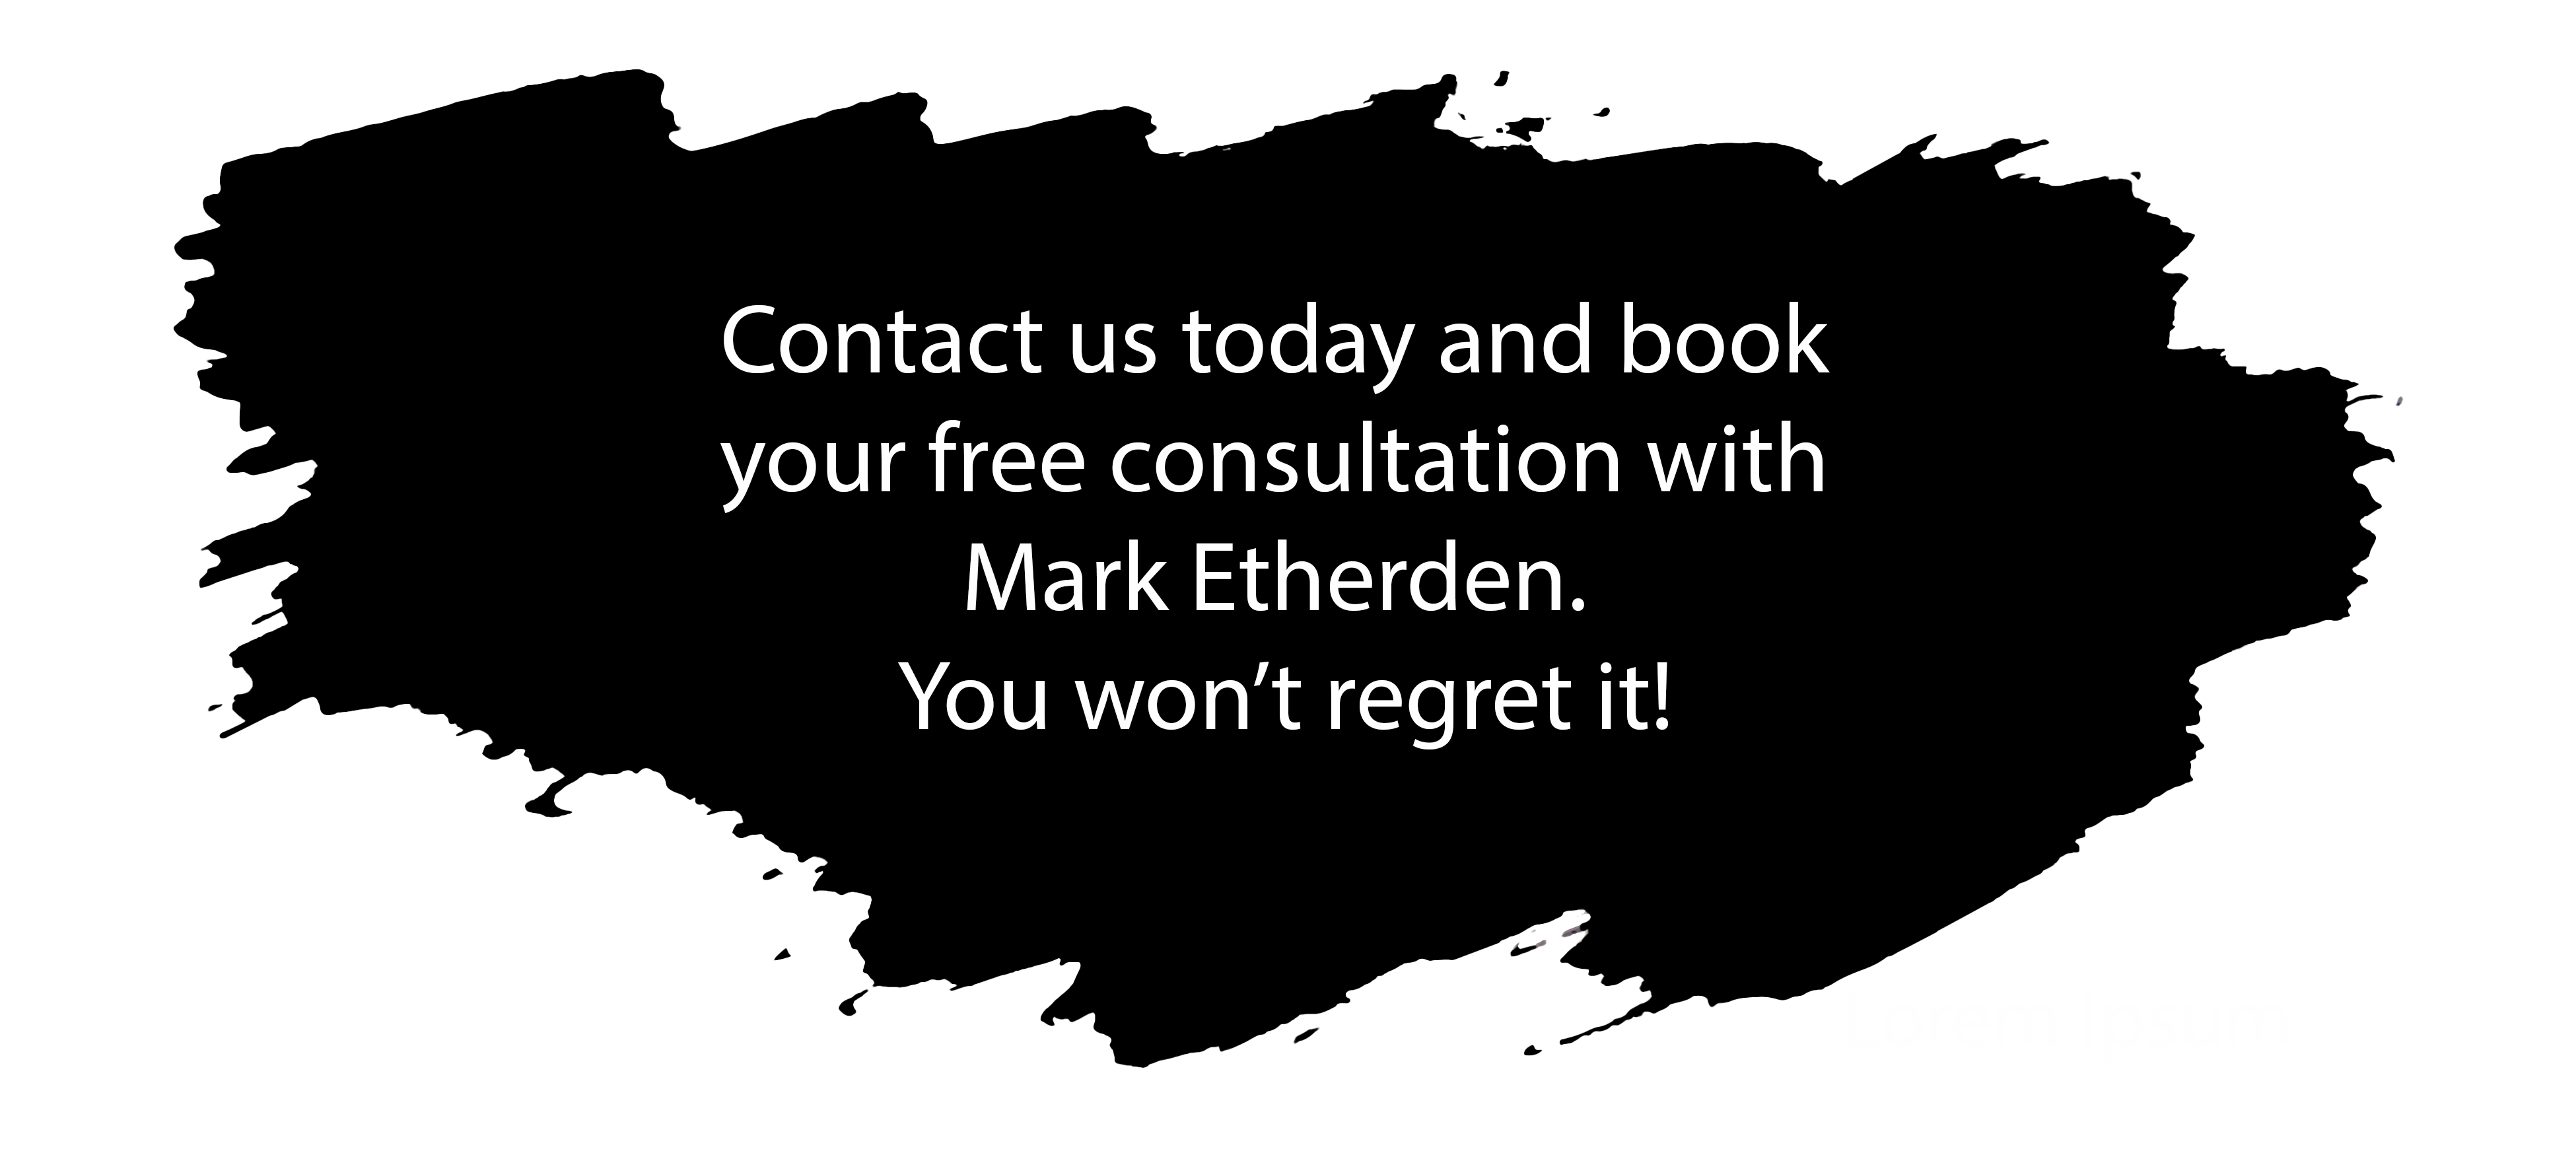 Contact us today and book
your free consultation with
Mark Etherden.
You won’t regret it!